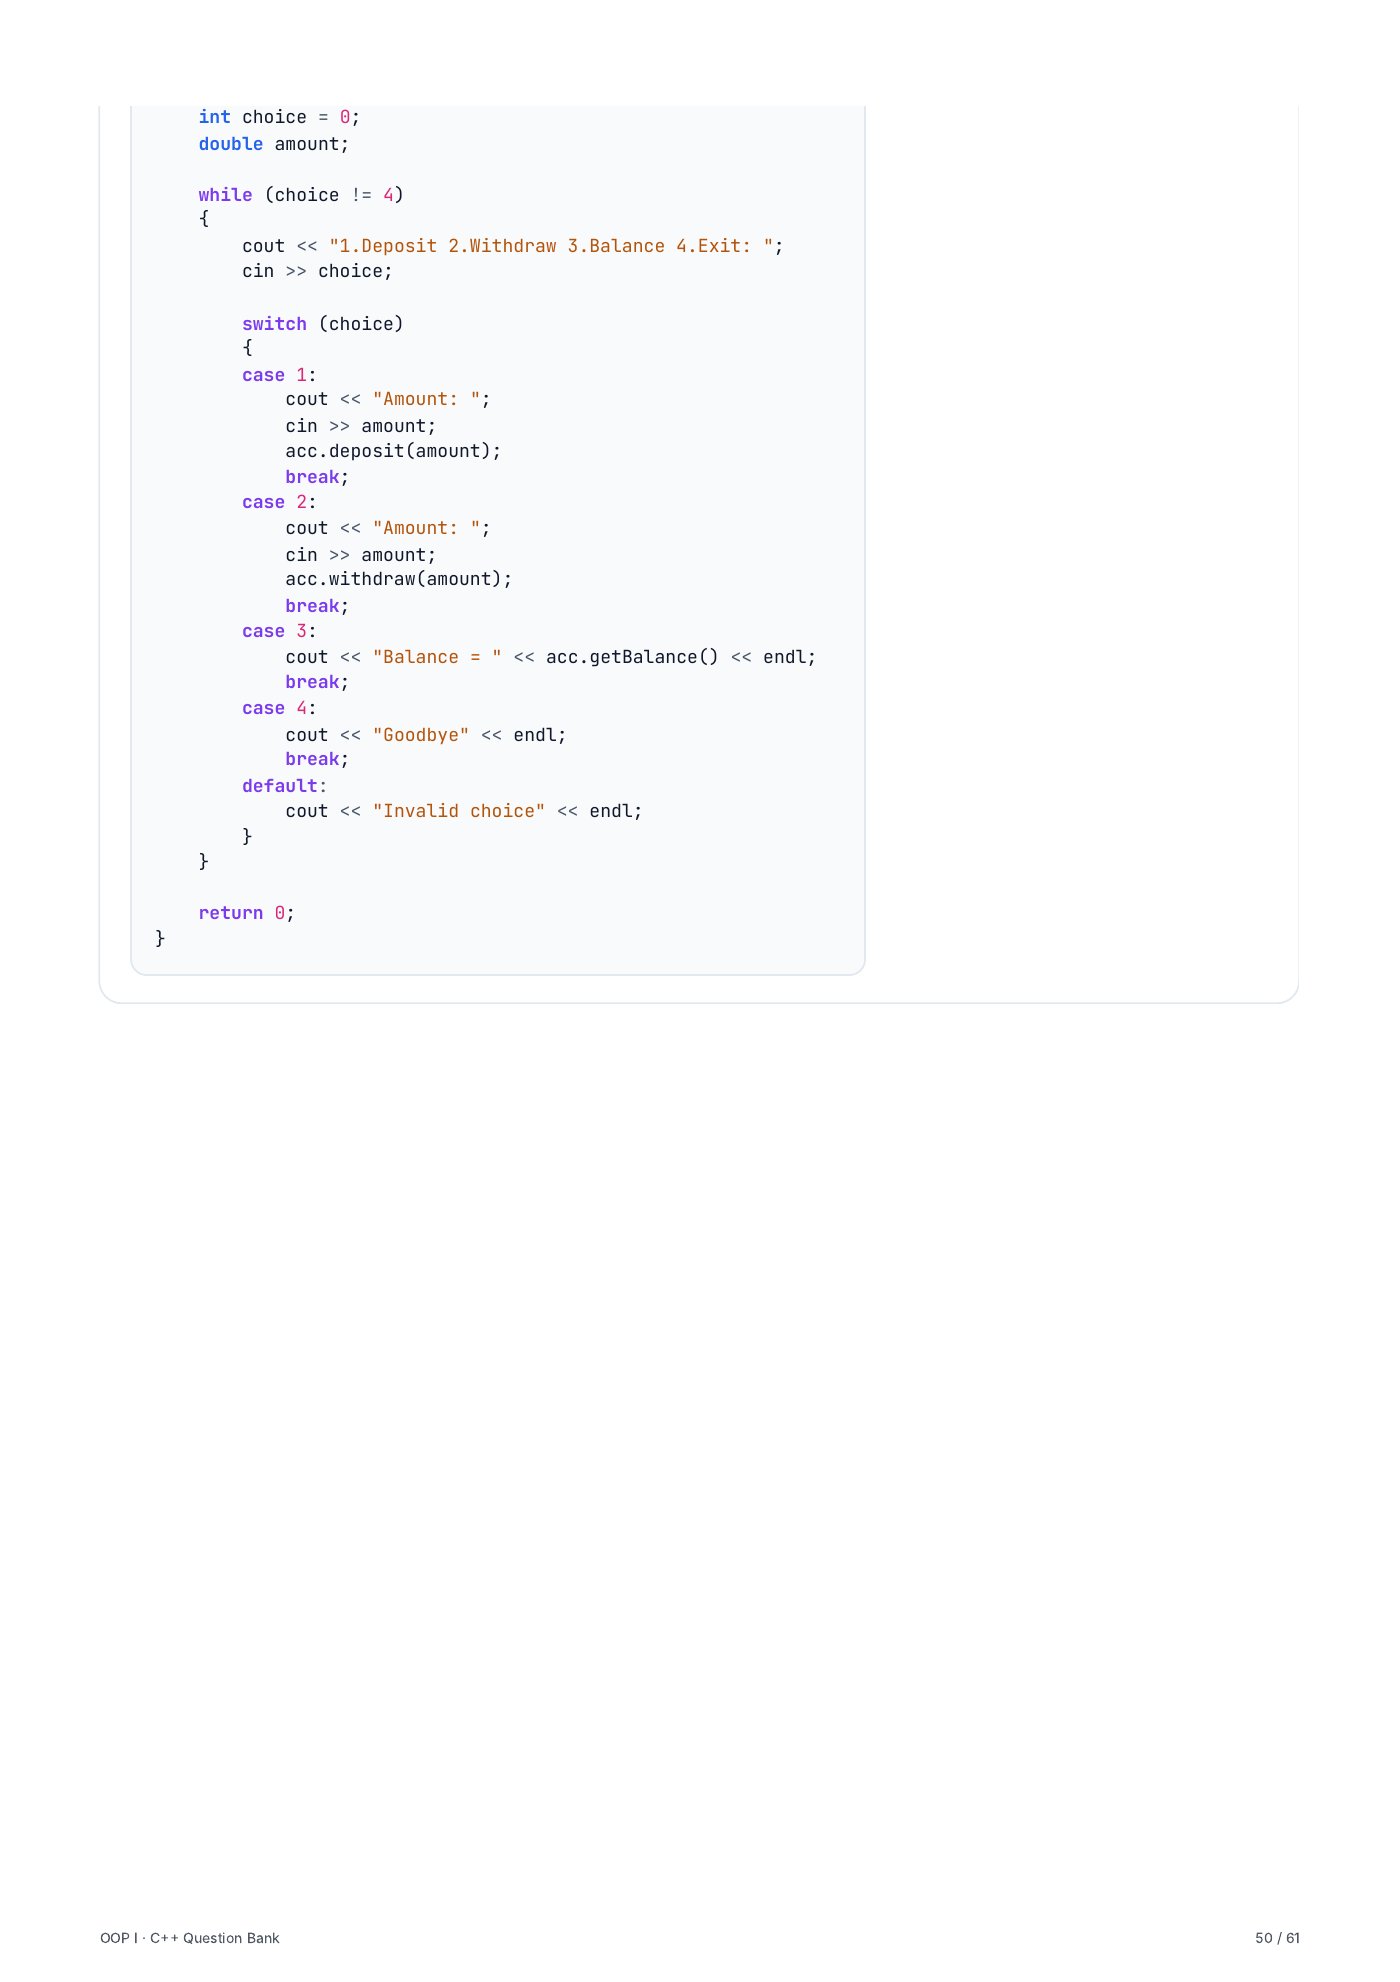 int choice = 0;
    double amount;

    while (choice != 4)
    {
        cout << "1.Deposit 2.Withdraw 3.Balance 4.Exit: ";
        cin >> choice;

        switch (choice)
        {
        case 1:
            cout << "Amount: ";
            cin >> amount;
            acc.deposit(amount);
            break;
        case 2:
            cout << "Amount: ";
            cin >> amount;
            acc.withdraw(amount);
            break;
        case 3:
            cout << "Balance = " << acc.getBalance() << endl;
            break;
        case 4:
            cout << "Goodbye" << endl;
            break;
        default:
            cout << "Invalid choice" << endl;
        }
    }

    return 0;
}
OOP I · C++ Question Bank
50 / 61